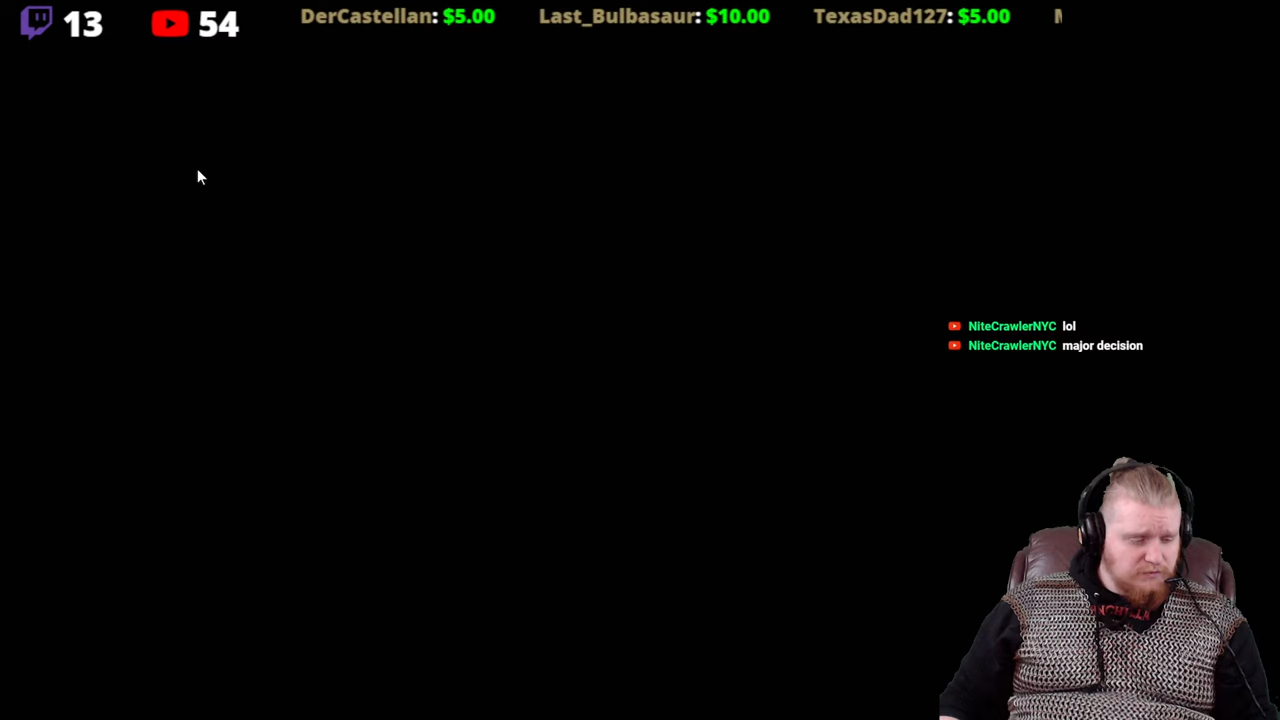 13 54 DerCastellan: $5.00 Last_Bulbasaur: $10.00 TexasDad127: $5.00
NiteCrawlerNYC lol
NiteCrawlerNYC major decision